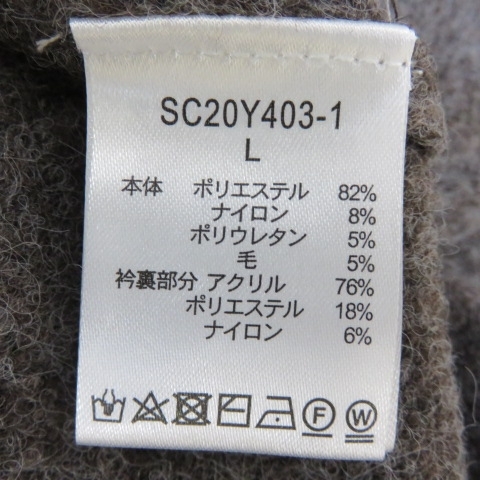 SC20Y403-1
L
本体 ポリエステル 82%
ナイロン 8%
ポリウレタン 5%
毛 5%
衿裏部分 アクリル 76%
ポリエステル 18%
ナイロン 6%
F W